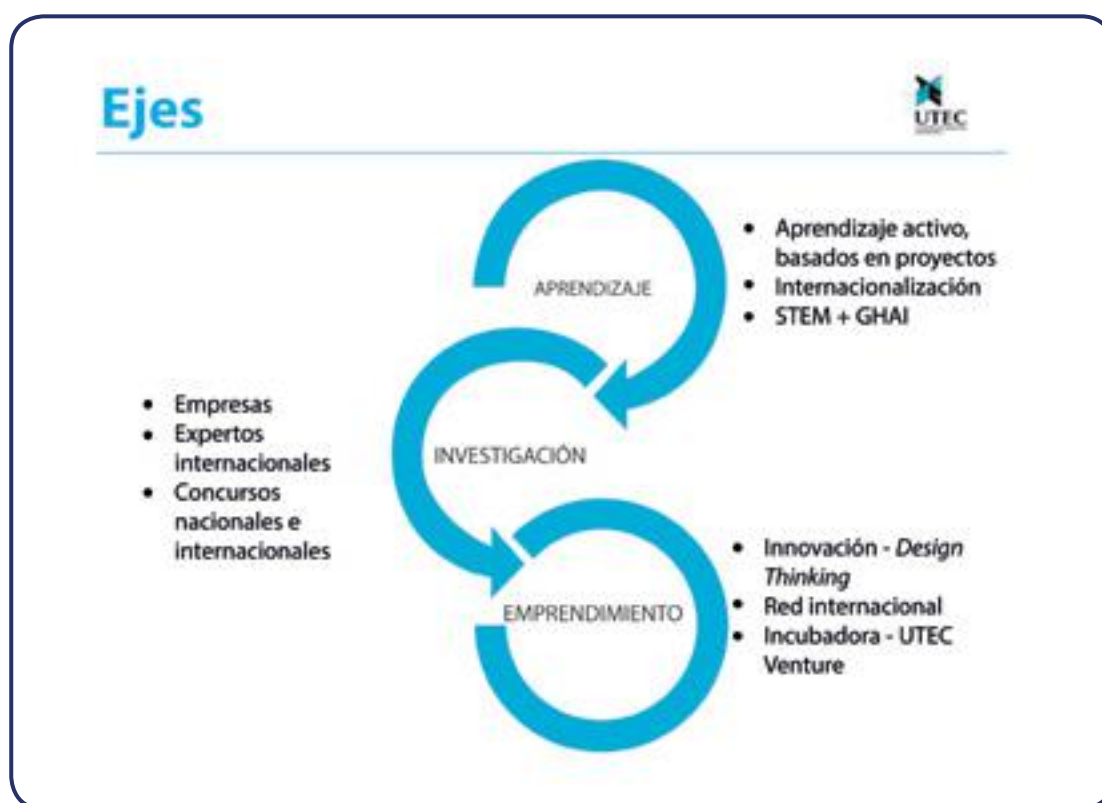 Ejes
UTEC
APRENDIZAJE
• Aprendizaje activo,
basados en proyectos
• Internacionalización
• STEM + GHAI
• Empresas
• Expertos
internacionales
• Concursos
nacionales e
internacionales
INVESTIGACIÓN
EMPRENDIMIENTO
• Innovación - Design
Thinking
• Red internacional
• Incubadora - UTEC
Venture